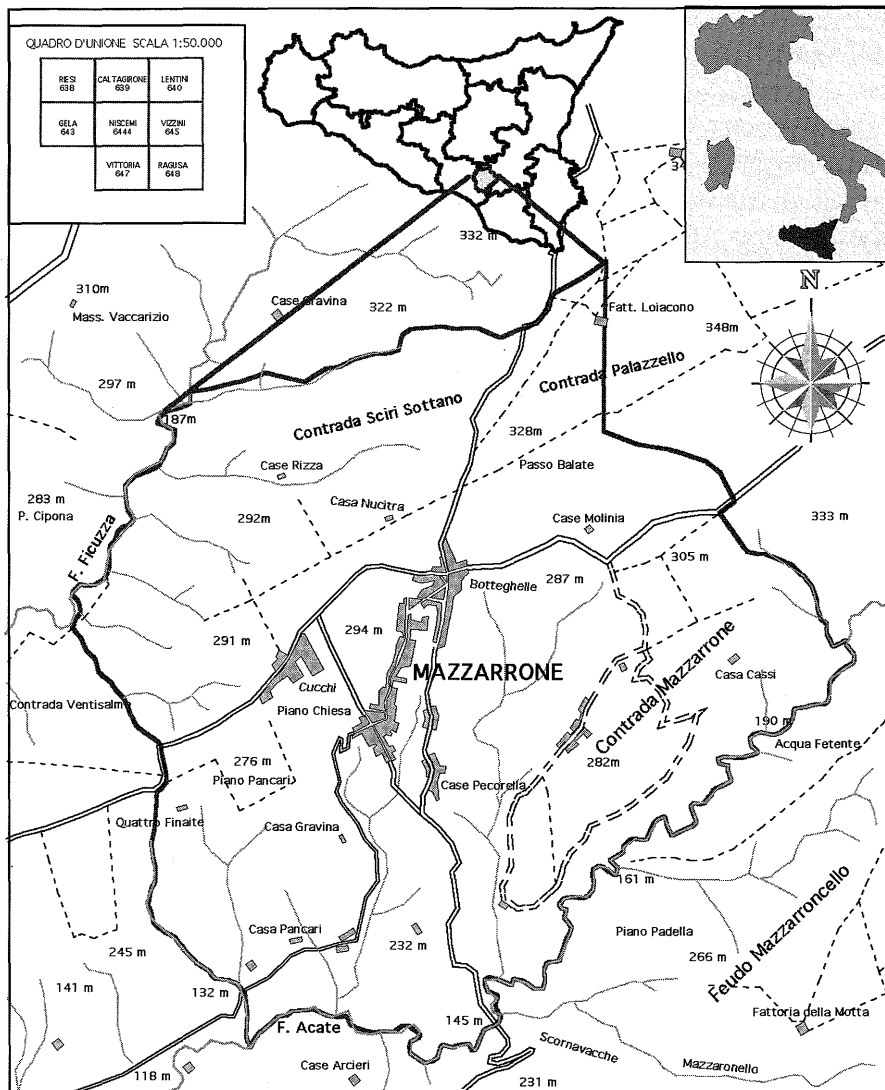 QUADRO D'UNIONE SCALA 1:50.000
RIESI
638
CALTAGIRONE
639
LENTINI
640
GELA
643
NISCEMI
6444
VIZZINI
645
VITTORIA
647
RAGUSA
648
332 m
310m
Mass. Vaccarizio
Case Gravina
322 m
Fatt. Loiacono
N
348m
297 m
187m
Contrada Palazzello
Contrada Sciri Sottano
328m
Passo Balate
Case Rizza
283 m
P. Cipona
F. Ficuzza
292m
Casa Nucitra
Case Molinia
333 m
305 m
Botteghelle
287 m
291 m
294 m
MAZZARRONE
Contrada Mazzarrone
Casa Cassi
Cucchi
Piano Chiesa
Contrada Ventisalme
190 m
Acqua Fetente
276 m
Piano Pancari
282m
Case Pecorella
Quattro Finaite
Casa Gravina
161 m
Casa Pancari
232 m
Piano Padella
266 m
Feudo Mazzarroncello
245 m
141 m
132 m
Fattoria della Motta
F. Acate
145 m
Scornavacche
118 m
Case Arcieri
Mazzaronello
231 m